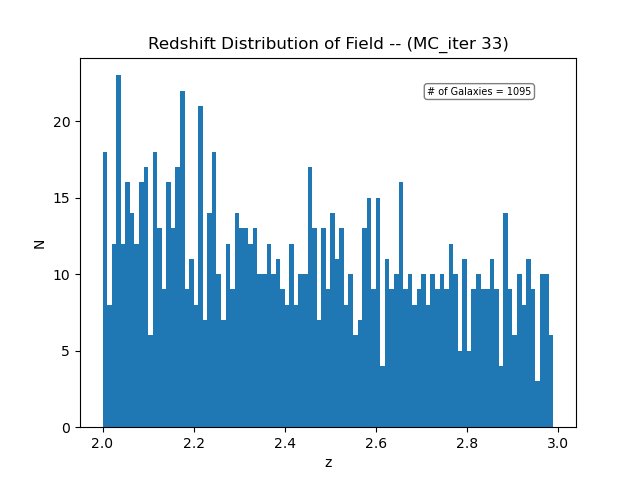 Redshift Distribution of Field -- (MC_iter 33)
# of Galaxies = 1095
20
15
10
5
0
N
2.0 2.2 2.4 2.6 2.8 3.0
z